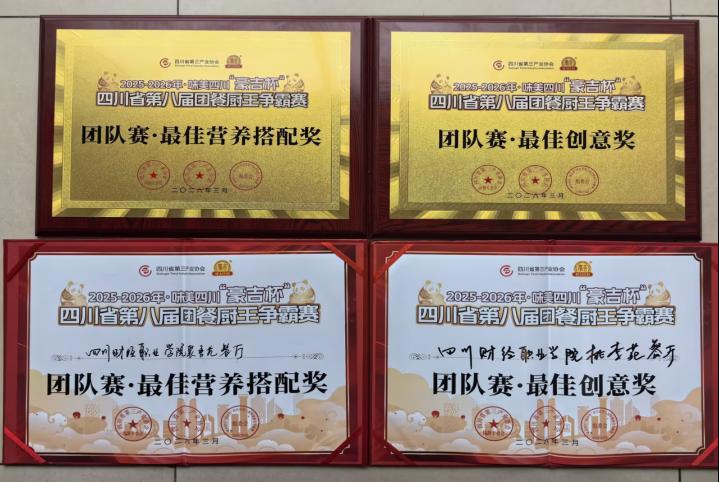 四川省第三产业协会
豪吉
2025-2026年·味美四川“豪吉杯”
四川省第八届团餐厨王争霸赛
团队赛·最佳营养搭配奖
二〇二六年三月
四川省第三产业协会
豪吉
2025-2026年·味美四川“豪吉杯”
四川省第八届团餐厨王争霸赛
团队赛·最佳创意奖
二〇二六年三月
四川省第三产业协会
豪吉
2025-2026年·味美四川“豪吉杯”
四川省第八届团餐厨王争霸赛
四川财经职业学院
餐厅
团队赛·最佳营养搭配奖
二〇二六年三月
四川省第三产业协会
豪吉
2025-2026年·味美四川“豪吉杯”
四川省第八届团餐厨王争霸赛
四川财经职业学院桃李苑餐厅
团队赛·最佳创意奖
二〇二六年三月